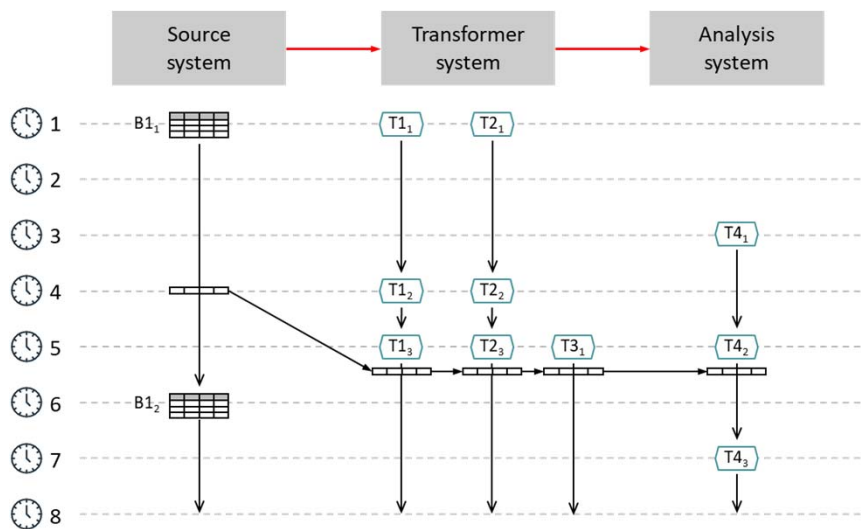 Source
system
Transformer
system
Analysis
system
1
B1₁
T1₁
T2₁
2
3
T4₁
4
T1₂
T2₂
5
T1₃
T2₃
T3₁
T4₂
6
B1₂
7
T4₃
8